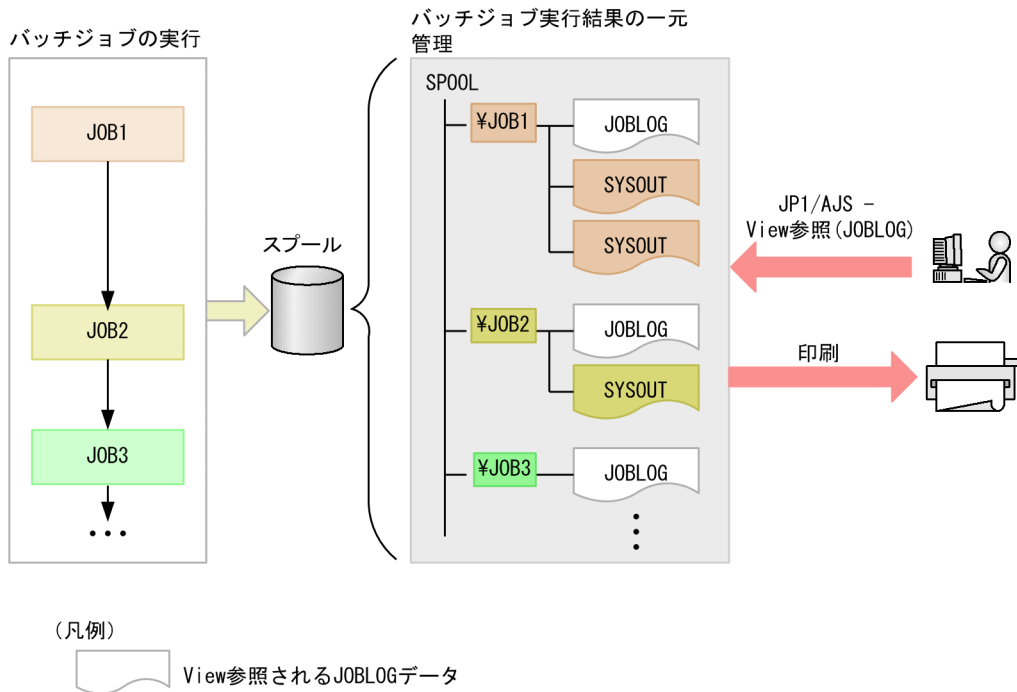 バッチジョブの実行
JOB1
JOB2
JOB3
・・・
スプール
バッチジョブ実行結果の一元
管理
SPOOL
¥JOB1
JOBLOG
SYSOUT
SYSOUT
¥JOB2
JOBLOG
SYSOUT
¥JOB3
JOBLOG
JP1/AJS －
View参照(JOBLOG)
印刷
(凡例)
View参照されるJOBLOGデータ